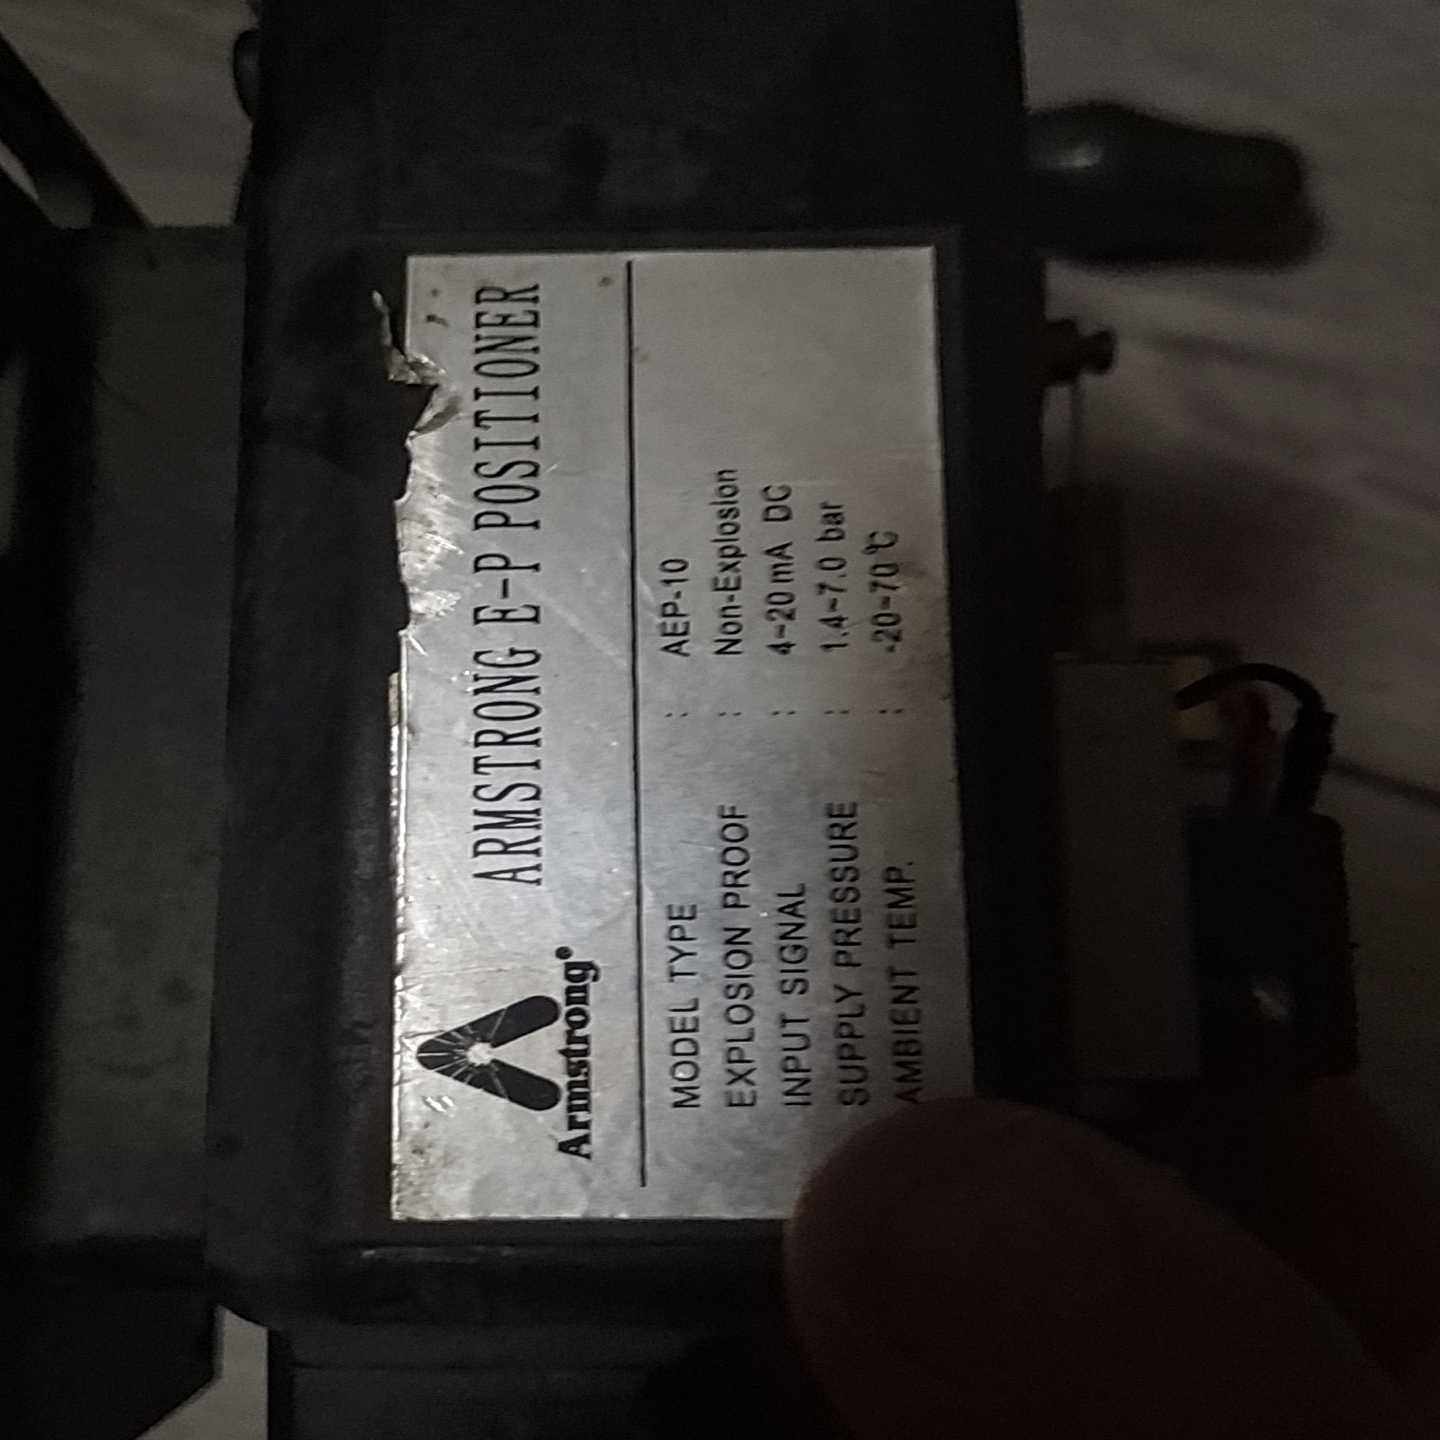 Armstrong®
ARMSTRONG E-P POSITIONER
MODEL TYPE : AEP-10
EXPLOSION PROOF : Non-Explosion
INPUT SIGNAL : 4~20mA DC
SUPPLY PRESSURE : 1.4~7.0 bar
AMBIENT TEMP. : -20~70℃